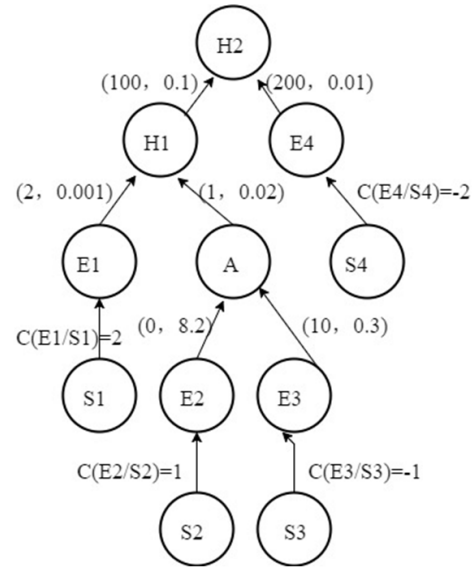 H2
(100，0.1) (200，0.01)
H1 E4
(2，0.001) (1，0.02) C(E4/S4)=-2
E1 A S4
C(E1/S1)=2 (0，8.2) (10，0.3)
S1 E2 E3
C(E2/S2)=1 C(E3/S3)=-1
S2 S3